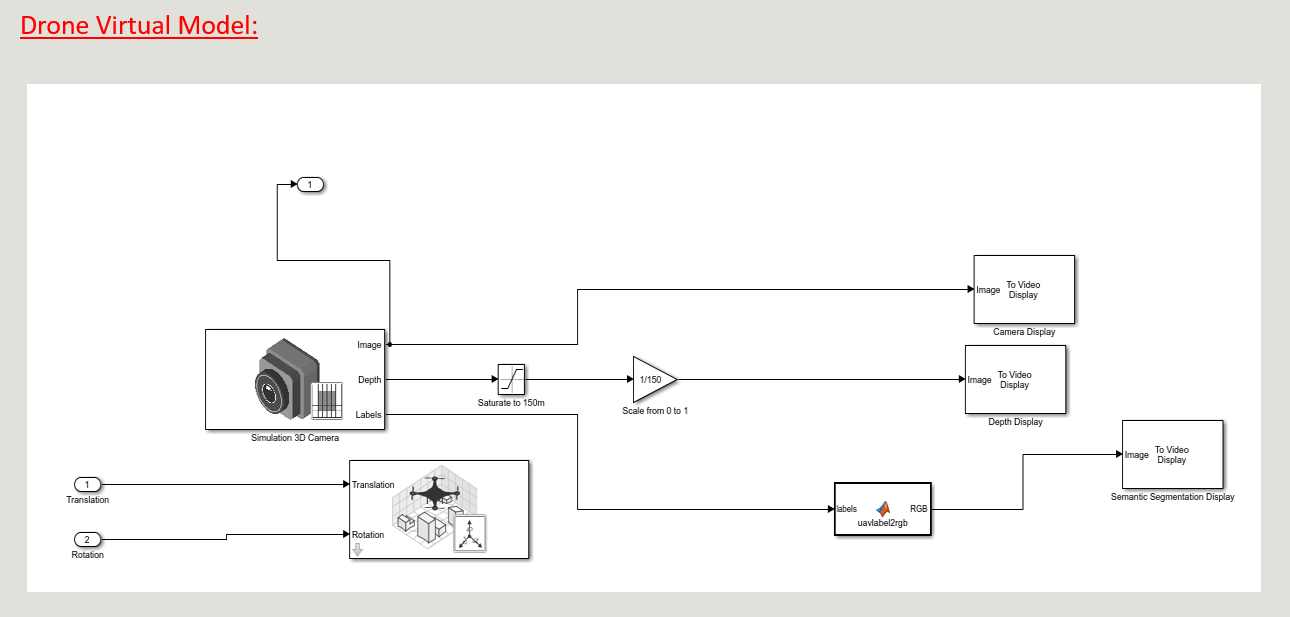 Drone Virtual Model:
1
Image
To Video
Display
Camera Display
Image
Depth
Labels
Simulation 3D Camera
Saturate to 150m
1/150
Scale from 0 to 1
Image
To Video
Display
Depth Display
Image
To Video
Display
Semantic Segmentation Display
1
Translation
2
Rotation
Translation
Rotation
labels
RGB
uavlabel2rgb